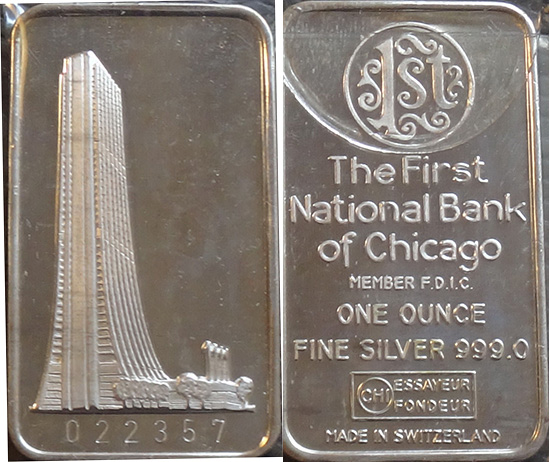 022357
1st
The First
National Bank
of Chicago
MEMBER F.D.I.C.
ONE OUNCE
FINE SILVER 999.0
CHI ESSAYEUR
FONDEUR
MADE IN SWITZERLAND